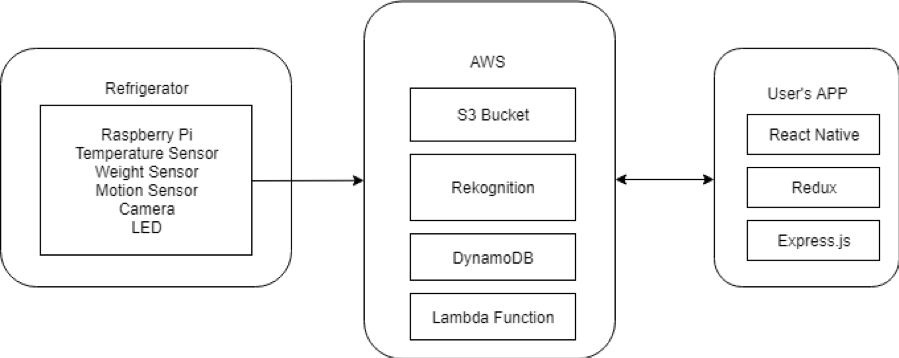 Refrigerator
Raspberry Pi
Temperature Sensor
Weight Sensor
Motion Sensor
Camera
LED
AWS
S3 Bucket
Rekognition
DynamoDB
Lambda Function
User's APP
React Native
Redux
Express.js